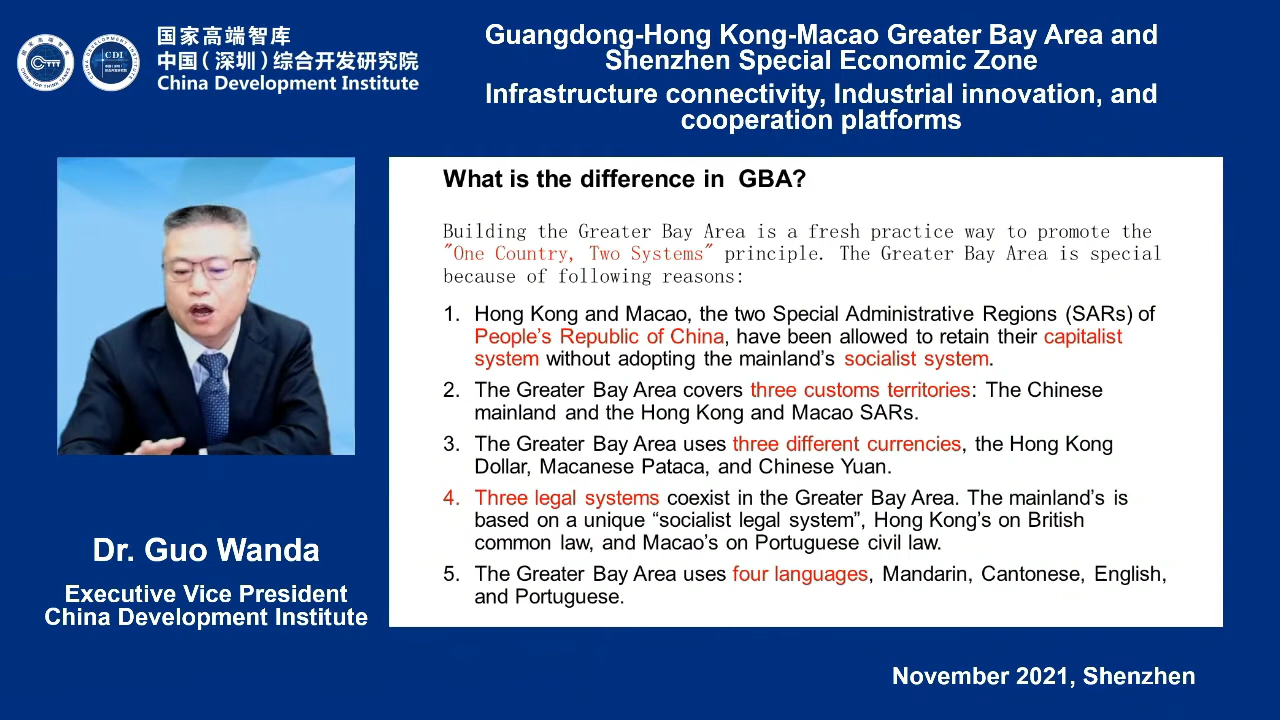 国家高端智库
中国（深圳）综合开发研究院
China Development Institute
CDI
Guangdong-Hong Kong-Macao Greater Bay Area and
Shenzhen Special Economic Zone
Infrastructure connectivity, Industrial innovation, and
cooperation platforms
What is the difference in  GBA?
Building the Greater Bay Area is a fresh practice way to promote the
"One Country, Two Systems" principle. The Greater Bay Area is special
because of following reasons:
1. Hong Kong and Macao, the two Special Administrative Regions (SARs) of
People's Republic of China, have been allowed to retain their capitalist
system without adopting the mainland's socialist system.
2. The Greater Bay Area covers three customs territories: The Chinese
mainland and the Hong Kong and Macao SARs.
3. The Greater Bay Area uses three different currencies, the Hong Kong
Dollar, Macanese Pataca, and Chinese Yuan.
4. Three legal systems coexist in the Greater Bay Area. The mainland's is
based on a unique “socialist legal system”, Hong Kong's on British
common law, and Macao's on Portuguese civil law.
5. The Greater Bay Area uses four languages, Mandarin, Cantonese, English,
and Portuguese.
Dr. Guo Wanda
Executive Vice President
China Development Institute
November 2021, Shenzhen